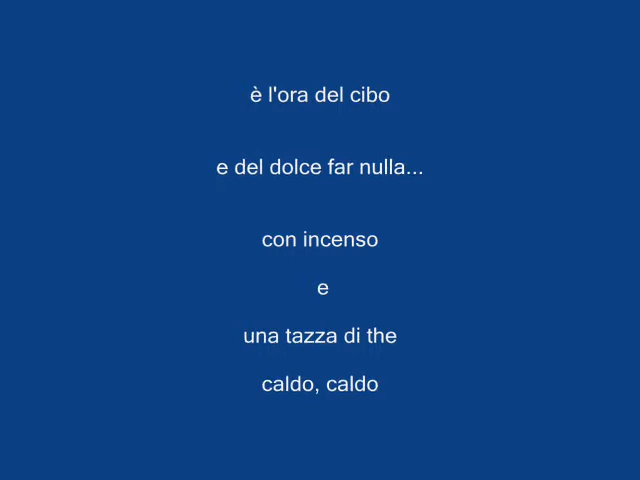 è l'ora del cibo
e del dolce far nulla...
con incenso
e
una tazza di the
caldo, caldo